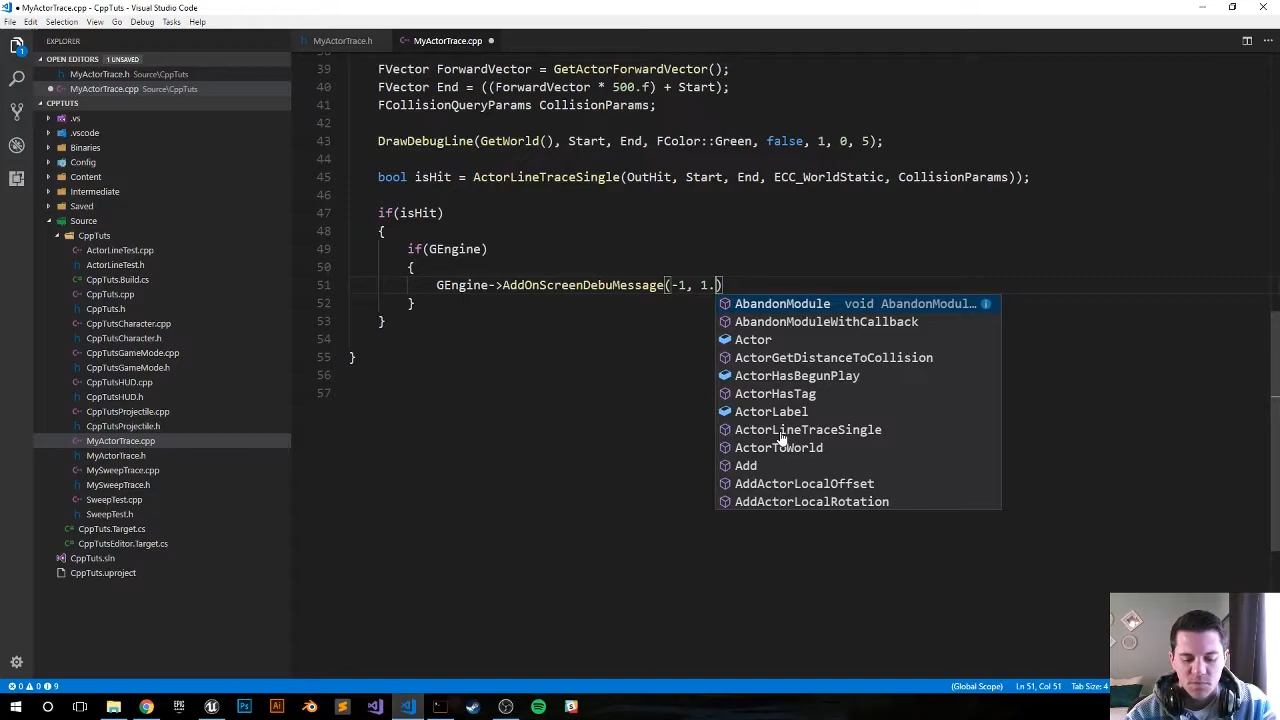 ● MyActorTrace.cpp - CppTuts - Visual Studio Code
File Edit Selection View Go Debug Tasks Help
EXPLORER
MyActorTrace.h
MyActorTrace.cpp ●
OPEN EDITORS 1 UNSAVED
MyActorTrace.h Source\CppTuts
● MyActorTrace.cpp Source\CppTuts
CPPTUTS
.vs
.vscode
Binaries
Config
Content
Intermediate
Saved
Source
CppTuts
ActorLineTest.cpp
ActorLineTest.h
CppTuts.Build.cs
CppTuts.cpp
CppTuts.h
CppTutsCharacter.cpp
CppTutsCharacter.h
CppTutsGameMode.cpp
CppTutsGameMode.h
CppTutsHUD.cpp
CppTutsHUD.h
CppTutsProjectile.cpp
CppTutsProjectile.h
MyActorTrace.cpp
MyActorTrace.h
MySweepTrace.cpp
MySweepTrace.h
SweepTest.cpp
SweepTest.h
CppTuts.Target.cs
CppTutsEditor.Target.cs
CppTuts.sln
CppTuts.uproject
39 FVector ForwardVector = GetActorForwardVector();
40 FVector End = ((ForwardVector * 500.f) + Start);
41 FCollisionQueryParams CollisionParams;
42
43 DrawDebugLine(GetWorld(), Start, End, FColor::Green, false, 1, 0, 5);
44
45 bool isHit = ActorLineTraceSingle(OutHit, Start, End, ECC_WorldStatic, CollisionParams));
46
47 if(isHit)
48 {
49 if(GEngine)
50 {
51 GEngine->AddOnScreenDebuMessage(-1, 1.)
52 }
53 }
54
55 }
56
57
AbandonModule void AbandonModul…
AbandonModuleWithCallback
Actor
ActorGetDistanceToCollision
ActorHasBegunPlay
ActorHasTag
ActorLabel
ActorLineTraceSingle
ActorToWorld
Add
AddActorLocalOffset
AddActorLocalRotation
0 0 9
(Global Scope) Ln 51, Col 51 Tab Size: 4